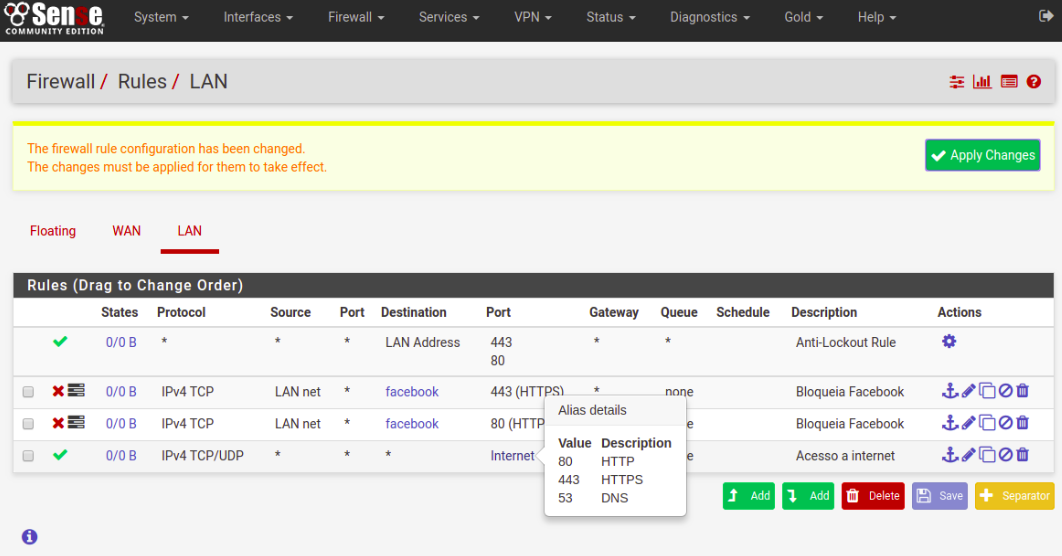 Sense
COMMUNITY EDITION
System Interfaces Firewall Services VPN Status Diagnostics Gold Help
Firewall / Rules / LAN
The firewall rule configuration has been changed.
The changes must be applied for them to take effect.
Apply Changes
Floating WAN LAN
Rules (Drag to Change Order)
States Protocol Source Port Destination Port Gateway Queue Schedule Description Actions
0/0 B * * * LAN Address 443 * * Anti-Lockout Rule
80
0/0 B IPv4 TCP LAN net * facebook 443 (HTTPS) * none Bloqueia Facebook
0/0 B IPv4 TCP LAN net * facebook 80 (HTTP Bloqueia Facebook
0/0 B IPv4 TCP/UDP * * * Internet Acesso a internet
Alias details
Value Description
80 HTTP
443 HTTPS
53 DNS
Add Add Delete Save Separator